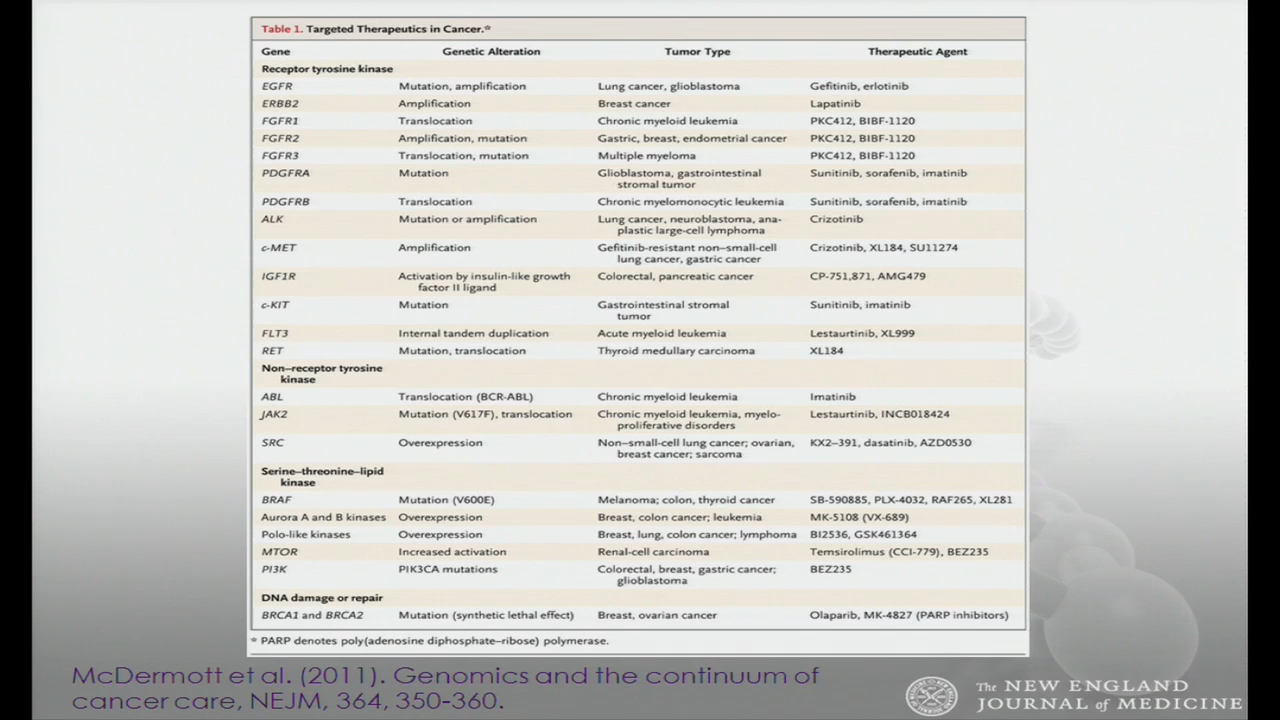 Table 1. Targeted Therapeutics in Cancer.*
Gene Genetic Alteration Tumor Type Therapeutic Agent
Receptor tyrosine kinase
EGFR Mutation, amplification Lung cancer, glioblastoma Gefitinib, erlotinib
ERBB2 Amplification Breast cancer Lapatinib
FGFR1 Translocation Chronic myeloid leukemia PKC412, BIBF-1120
FGFR2 Amplification, mutation Gastric, breast, endometrial cancer PKC412, BIBF-1120
FGFR3 Translocation, mutation Multiple myeloma PKC412, BIBF-1120
PDGFRA Mutation Glioblastoma, gastrointestinal Sunitinib, sorafenib, imatinib
stromal tumor
PDGFRB Translocation Chronic myelomonocytic leukemia Sunitinib, sorafenib, imatinib
ALK Mutation or amplification Lung cancer, neuroblastoma, ana- Crizotinib
plastic large-cell lymphoma
c-MET Amplification Gefitinib-resistant non–small-cell Crizotinib, XL184, SU11274
lung cancer, gastric cancer
IGF1R Activation by insulin-like growth Colorectal, pancreatic cancer CP-751,871, AMG479
factor II ligand
c-KIT Mutation Gastrointestinal stromal Sunitinib, imatinib
tumor
FLT3 Internal tandem duplication Acute myeloid leukemia Lestaurtinib, XL999
RET Mutation, translocation Thyroid medullary carcinoma XL184
Non–receptor tyrosine
kinase
ABL Translocation (BCR-ABL) Chronic myeloid leukemia Imatinib
JAK2 Mutation (V617F), translocation Chronic myeloid leukemia, myelo- Lestaurtinib, INCB018424
proliferative disorders
SRC Overexpression Non–small-cell lung cancer; ovarian, KX2–391, dasatinib, AZD0530
breast cancer; sarcoma
Serine–threonine–lipid
kinase
BRAF Mutation (V600E) Melanoma; colon, thyroid cancer SB-590885, PLX-4032, RAF265, XL281
Aurora A and B kinases Overexpression Breast, colon cancer; leukemia MK-5108 (VX-689)
Polo-like kinases Overexpression Breast, lung, colon cancer; lymphoma BI2536, GSK461364
MTOR Increased activation Renal-cell carcinoma Temsirolimus (CCI-779), BEZ235
PI3K PIK3CA mutations Colorectal, breast, gastric cancer; BEZ235
glioblastoma
DNA damage or repair
BRCA1 and BRCA2 Mutation (synthetic lethal effect) Breast, ovarian cancer Olaparib, MK-4827 (PARP inhibitors)
* PARP denotes poly(adenosine diphosphate–ribose) polymerase.
McDermott et al. (2011). Genomics and the continuum of
cancer care, NEJM, 364, 350-360.
The NEW ENGLAND
JOURNAL of MEDICINE